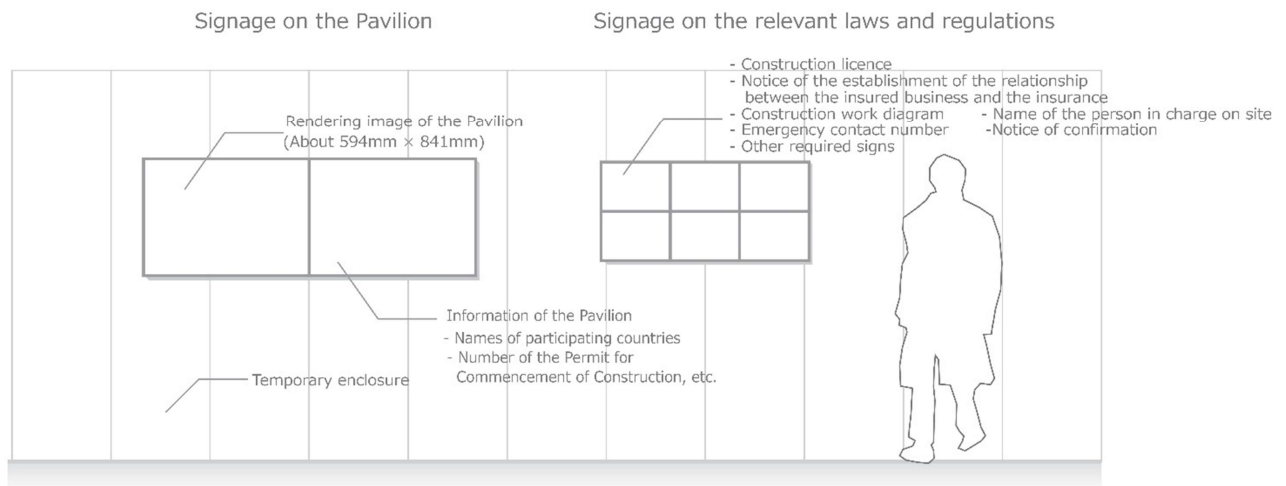 Signage on the Pavilion
Signage on the relevant laws and regulations
- Construction licence
- Notice of the establishment of the relationship
between the insured business and the insurance
- Construction work diagram - Name of the person in charge on site
- Emergency contact number -Notice of confirmation
- Other required signs
Rendering image of the Pavilion
(About 594mm × 841mm)
Information of the Pavilion
- Names of participating countries
- Number of the Permit for
Commencement of Construction, etc.
Temporary enclosure